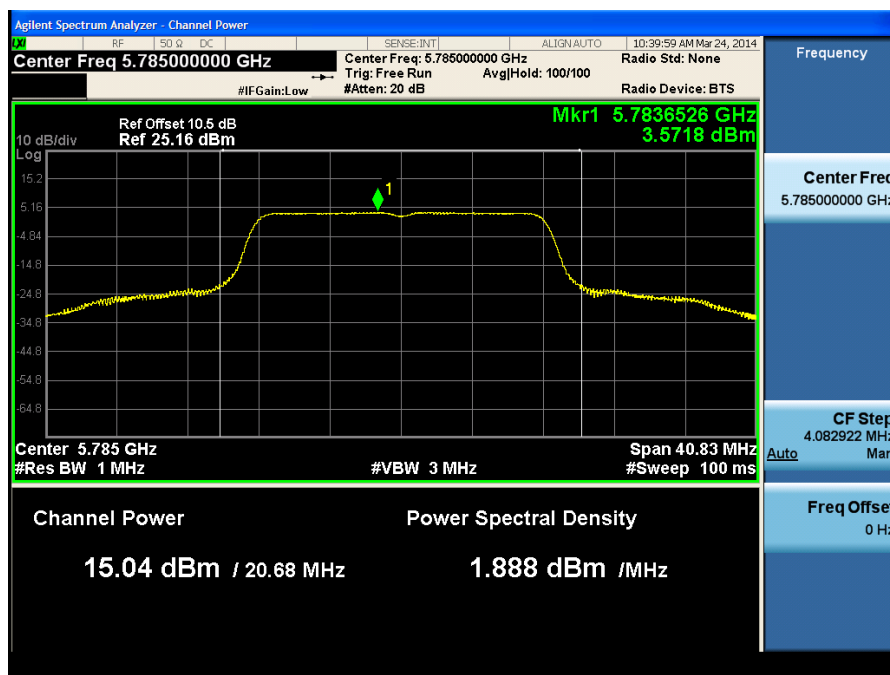 Agilent Spectrum Analyzer - Channel Power
LXI RF 50 Ω DC SENSE:INT ALIGN AUTO 10:39:59 AM Mar 24, 2014
Center Freq 5.785000000 GHz
Center Freq: 5.785000000 GHz
Radio Std: None
Trig: Free Run Avg|Hold: 100/100
#IFGain:Low
#Atten: 20 dB
Radio Device: BTS
Mkr1 5.7836526 GHz
3.5718 dBm
Ref Offset 10.5 dB
10 dB/div Ref 25.16 dBm
Log
15.2
5.16
-4.84
-14.8
-24.8
-34.8
-44.8
-54.8
-64.8
1
Center 5.785 GHz Span 40.83 MHz
#Res BW 1 MHz #VBW 3 MHz #Sweep 100 ms
Channel Power Power Spectral Density
15.04 dBm / 20.68 MHz 1.888 dBm /MHz
Frequency
Center Freq
5.785000000 GHz
CF Step
4.082922 MHz
Auto Man
Freq Offset
0 Hz